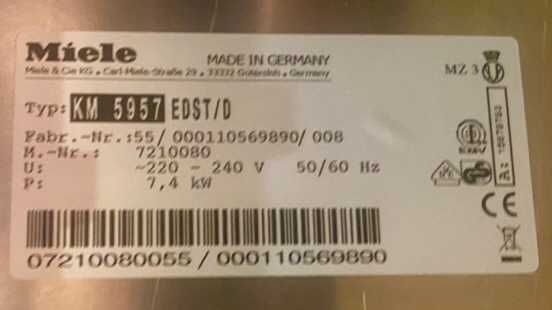 Miele
MADE IN GERMANY
Miele & Cie KG • Carl-Miele-Straße 29 • 33332 Gütersloh • Germany
MZ 3
Typ: KM 5957 EDST/D
Fabr.-Nr.:55/ 000110569890/ 008
M.-Nr.: 7210080
U: ~220 - 240 V 50/60 Hz
P: 7,4 kW
A:
CE
07210080055 / 000110569890